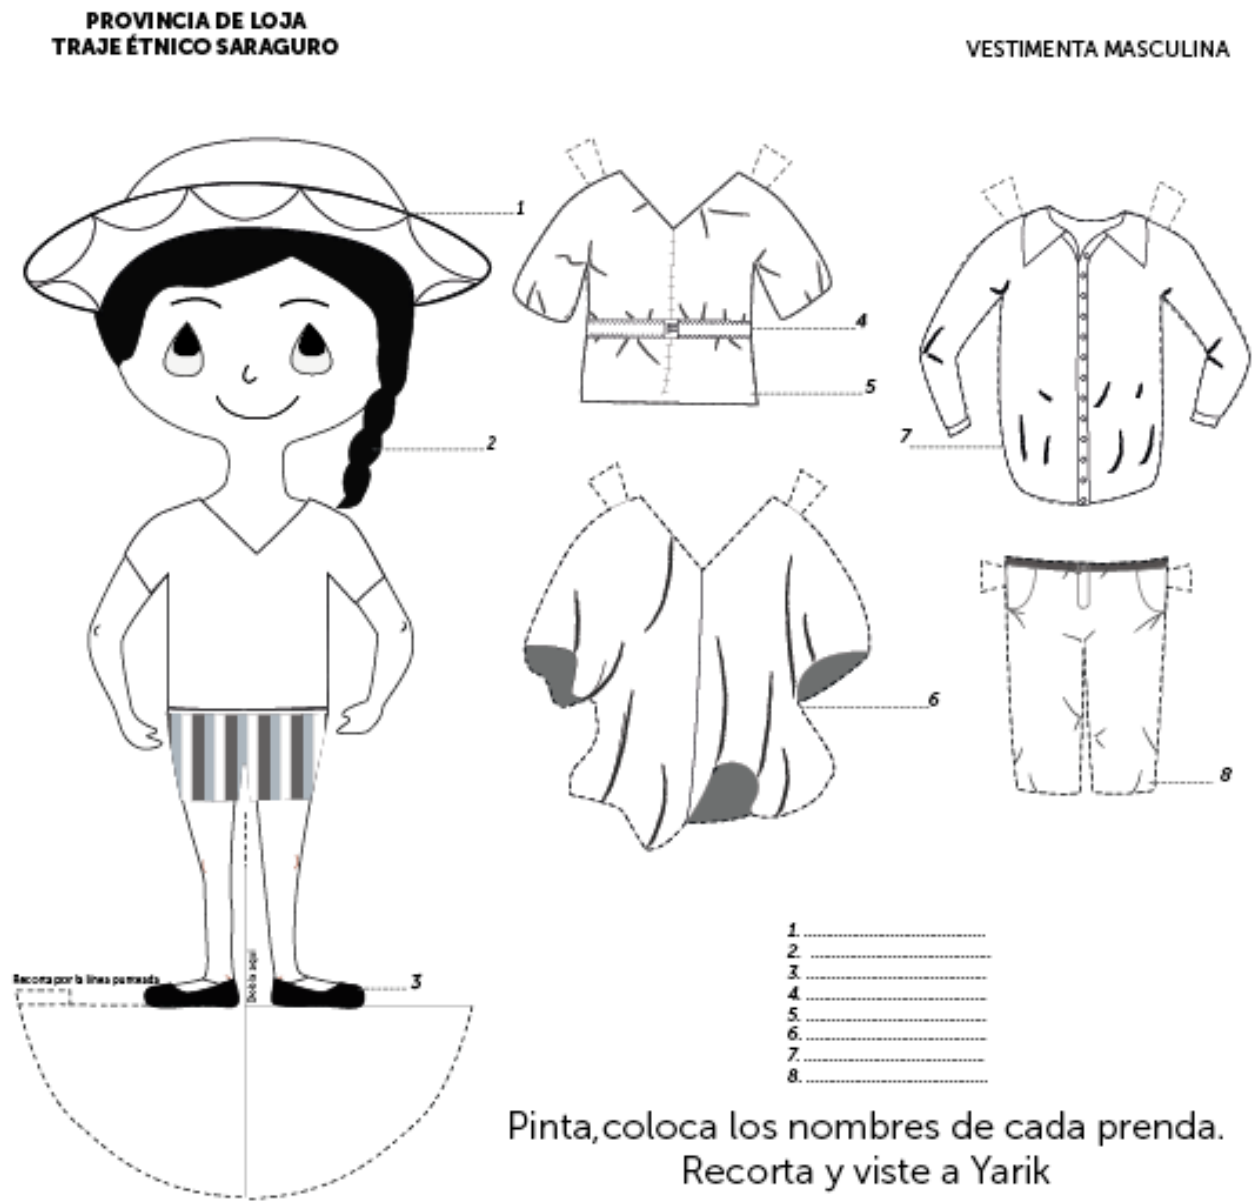 PROVINCIA DE LOJA
TRAJE ÉTNICO SARAGURO
VESTIMENTA MASCULINA
1
2
3
4
5
6
7
8
Recorta por la línea punteada
Dobla aquí
1.
2.
3.
4.
5.
6.
7.
8.
Pinta,coloca los nombres de cada prenda.
Recorta y viste a Yarik